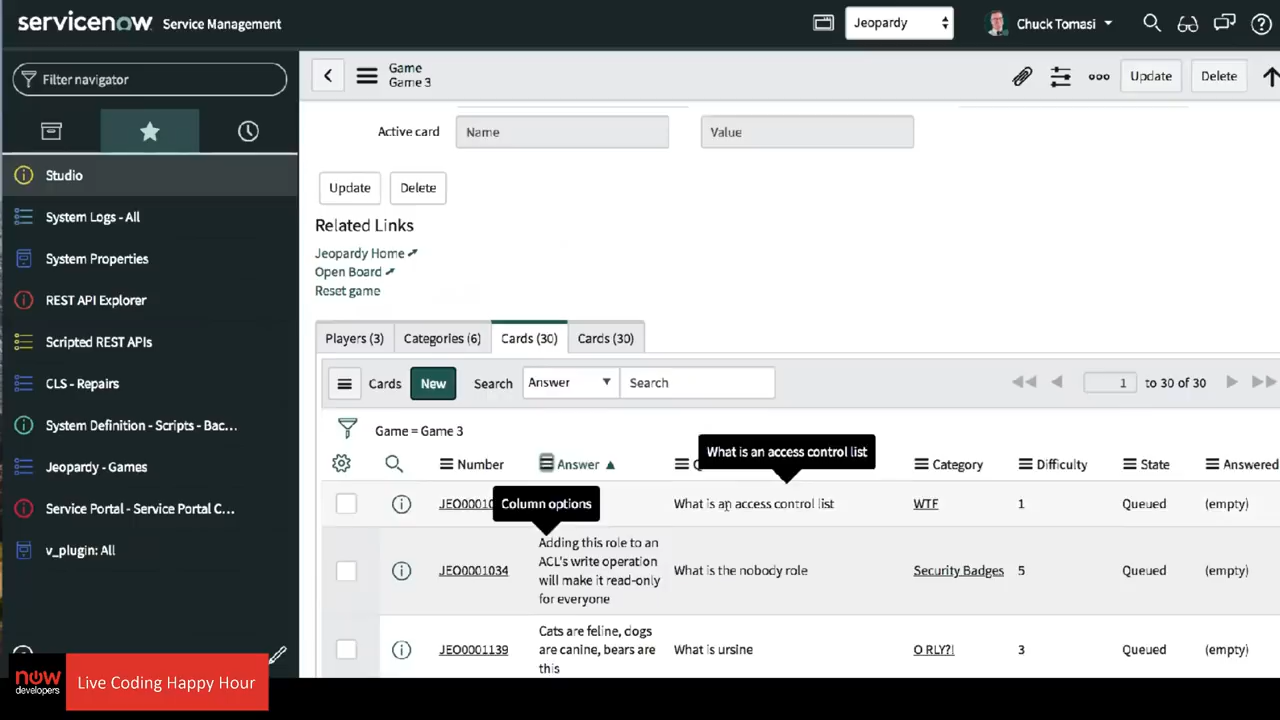 servicenow Service Management
Jeopardy
Chuck Tomasi
Filter navigator
Studio
System Logs - All
System Properties
REST API Explorer
Scripted REST APIs
CLS - Repairs
System Definition - Scripts - Bac...
Jeopardy - Games
Service Portal - Service Portal C...
v_plugin: All
now
developers
Live Coding Happy Hour
Game
Game 3
Update
Delete
Active card
Name
Value
Update
Delete
Related Links
Jeopardy Home
Open Board
Reset game
Players (3)
Categories (6)
Cards (30)
Cards (30)
Cards
New
Search
Answer
Search
1
to 30 of 30
Game = Game 3
What is an access control list
Number
Answer
Category
Difficulty
State
Answered
Column options
What is an access control list
WTF
1
Queued
(empty)
JEO0001034
Adding this role to an
ACL's write operation
will make it read-only
for everyone
What is the nobody role
Security Badges
5
Queued
(empty)
JEO0001139
Cats are feline, dogs
are canine, bears are
this
What is ursine
O RLY?!
3
Queued
(empty)